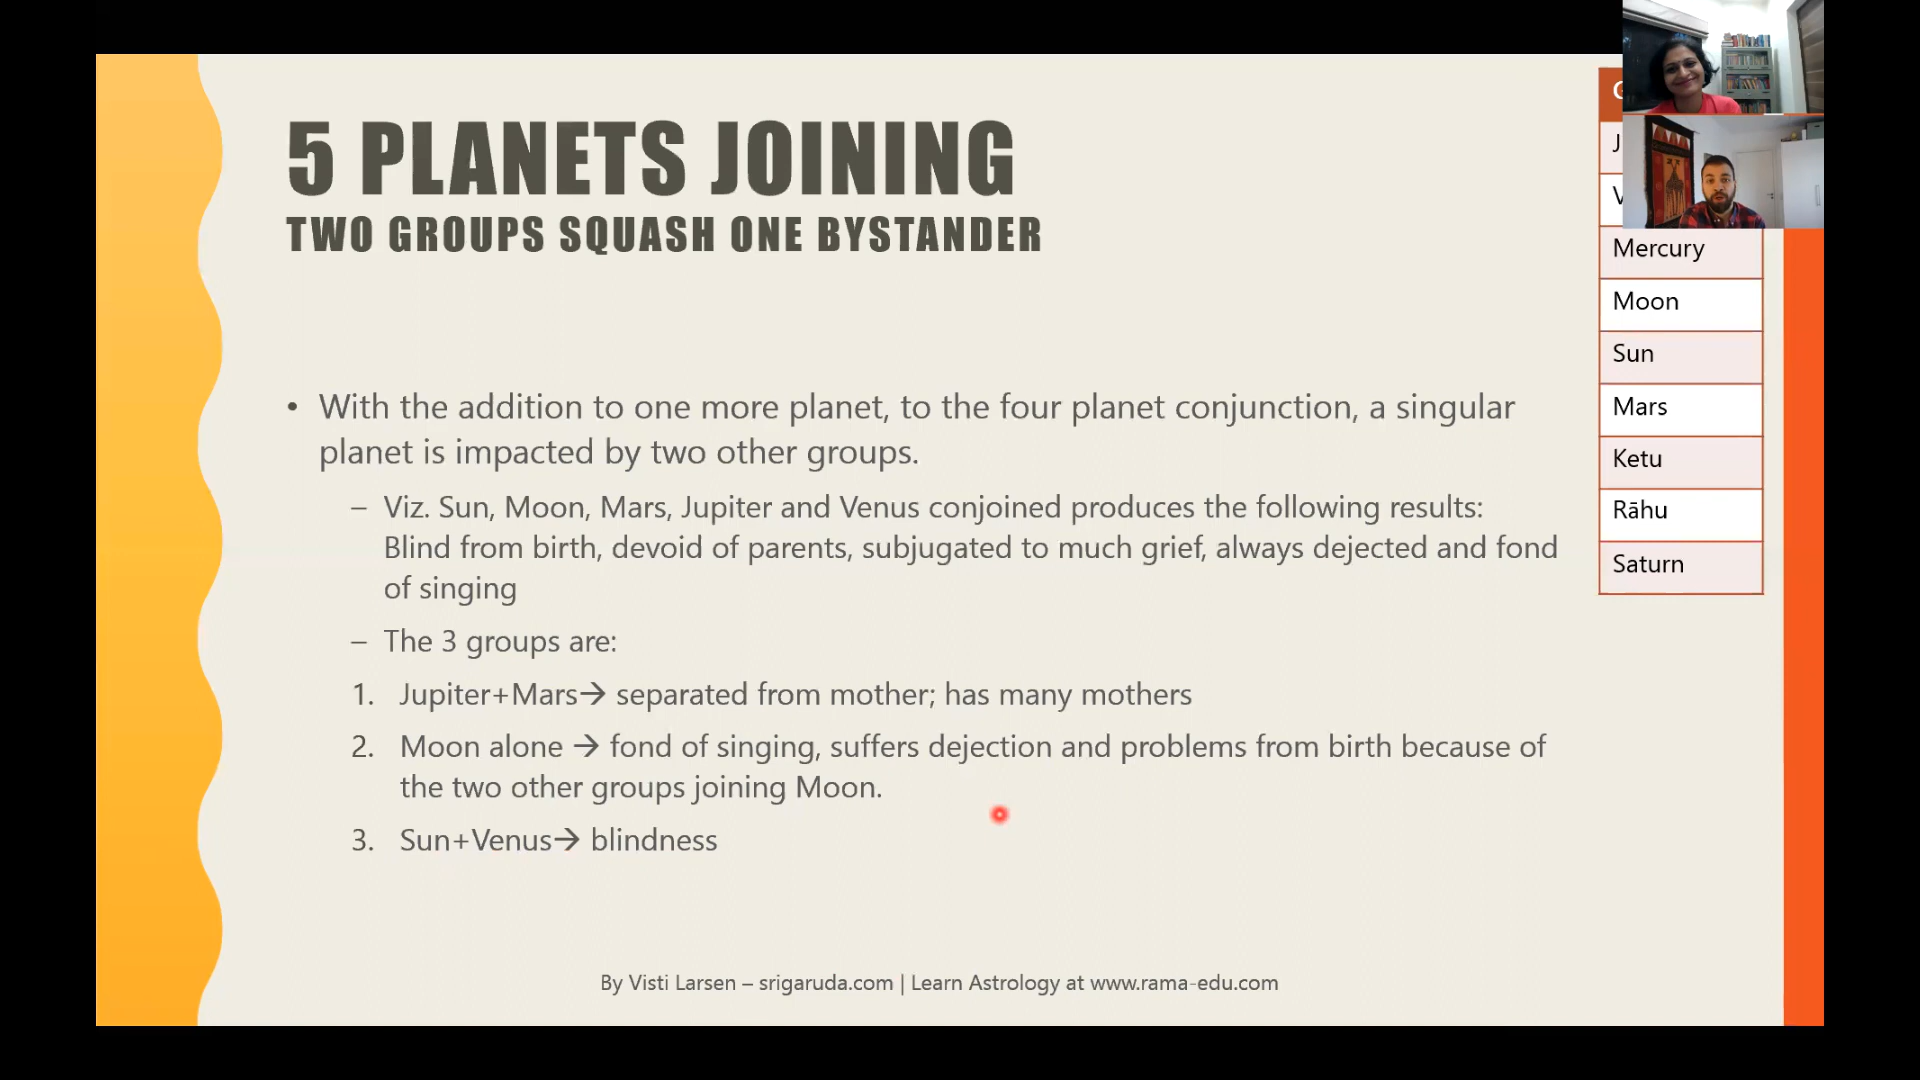 5 PLANETS JOINING
TWO GROUPS SQUASH ONE BYSTANDER
• With the addition to one more planet, to the four planet conjunction, a singular
planet is impacted by two other groups.
– Viz. Sun, Moon, Mars, Jupiter and Venus conjoined produces the following results:
Blind from birth, devoid of parents, subjugated to much grief, always dejected and fond
of singing
– The 3 groups are:
1. Jupiter+Mars→ separated from mother; has many mothers
2. Moon alone → fond of singing, suffers dejection and problems from birth because of
the two other groups joining Moon.
3. Sun+Venus→ blindness
Mercury
Moon
Sun
Mars
Ketu
Rāhu
Saturn
By Visti Larsen – srigaruda.com | Learn Astrology at www.rama-edu.com